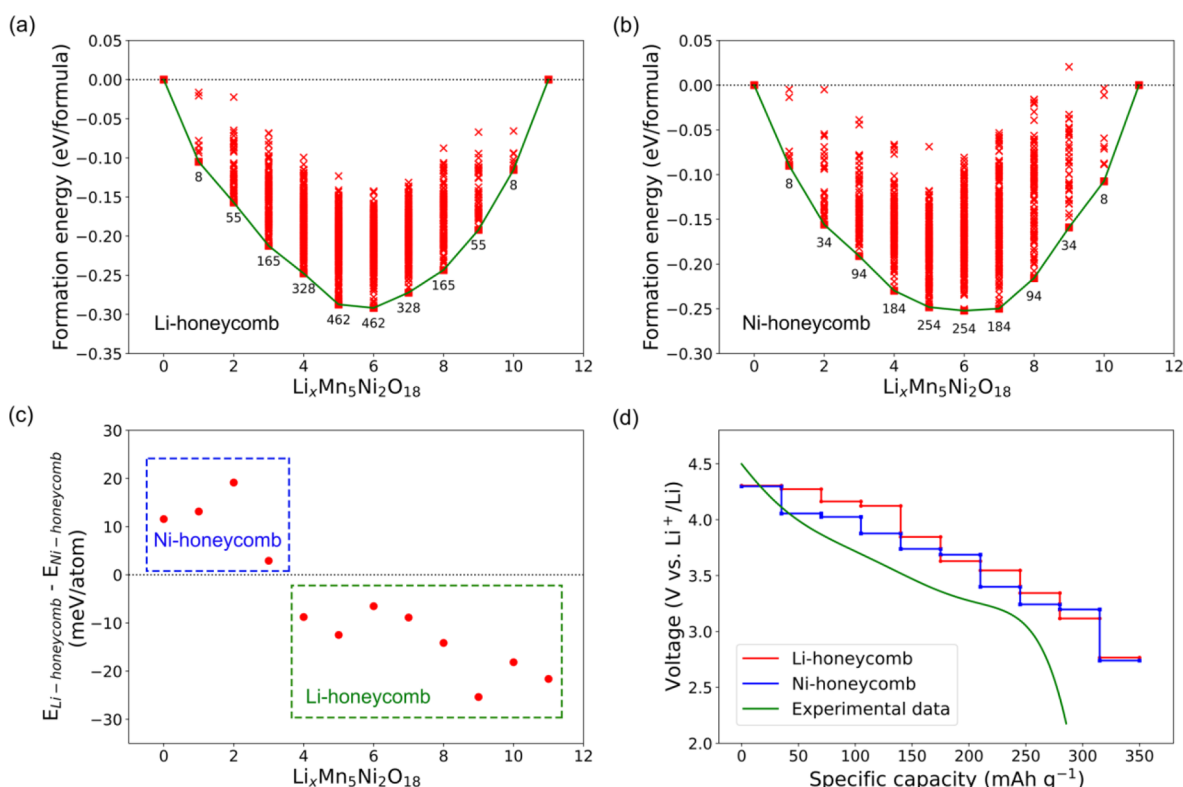 (a)
0.05
0.00
−0.05
−0.10
−0.15
−0.20
−0.25
−0.30
−0.35
Formation energy (eV/formula)
8
55
165
328
462
462
328
165
55
8
Li-honeycomb
0 2 4 6 8 10 12
LiₓMn₅Ni₂O₁₈
(b)
0.05
0.00
−0.05
−0.10
−0.15
−0.20
−0.25
−0.30
Formation energy (eV/formula)
8
34
94
184
254
254
184
94
34
8
Ni-honeycomb
0 2 4 6 8 10 12
LiₓMn₅Ni₂O₁₈
(c)
30
20
10
0
−10
−20
−30
E Li−honeycomb - E Ni−honeycomb
(meV/atom)
Ni-honeycomb
Li-honeycomb
0 2 4 6 8 10 12
LiₓMn₅Ni₂O₁₈
(d)
4.5
4.0
3.5
3.0
2.5
2.0
Voltage (V vs. Li⁺/Li)
Li-honeycomb
Ni-honeycomb
Experimental data
0 50 100 150 200 250 300 350
Specific capacity (mAh g⁻¹)